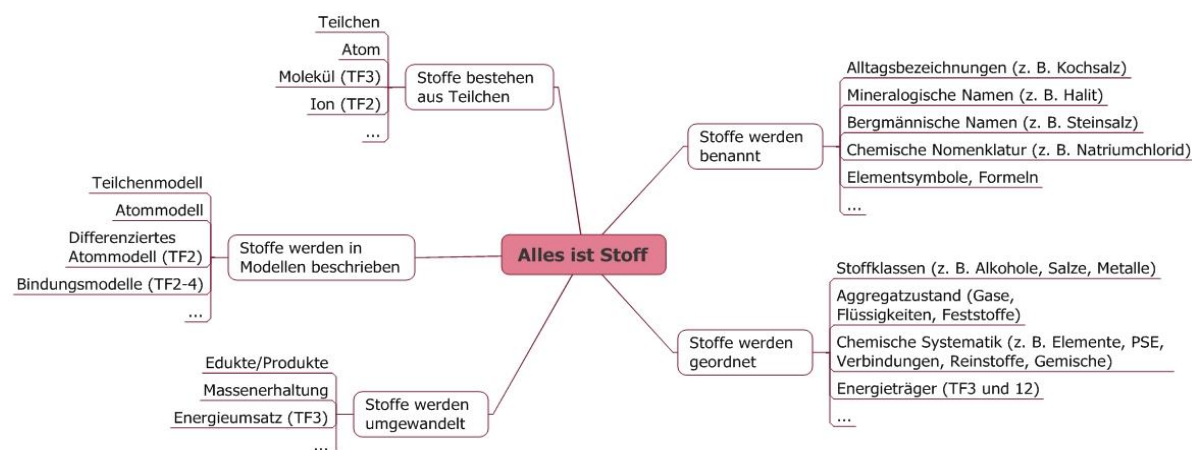 Alles ist Stoff
Stoffe bestehen
aus Teilchen
Teilchen
Atom
Molekül (TF3)
Ion (TF2)
...
Stoffe werden in
Modellen beschrieben
Teilchenmodell
Atommodell
Differenziertes
Atommodell (TF2)
Bindungsmodelle (TF2-4)
...
Stoffe werden
umgewandelt
Edukte/Produkte
Massenerhaltung
Energieumsatz (TF3)
...
Stoffe werden
benannt
Alltagsbezeichnungen (z. B. Kochsalz)
Mineralogische Namen (z. B. Halit)
Bergmännische Namen (z. B. Steinsalz)
Chemische Nomenklatur (z. B. Natriumchlorid)
Elementsymbole, Formeln
...
Stoffe werden
geordnet
Stoffklassen (z. B. Alkohole, Salze, Metalle)
Aggregatzustand (Gase,
Flüssigkeiten, Feststoffe)
Chemische Systematik (z. B. Elemente, PSE,
Verbindungen, Reinstoffe, Gemische)
Energieträger (TF3 und 12)
...